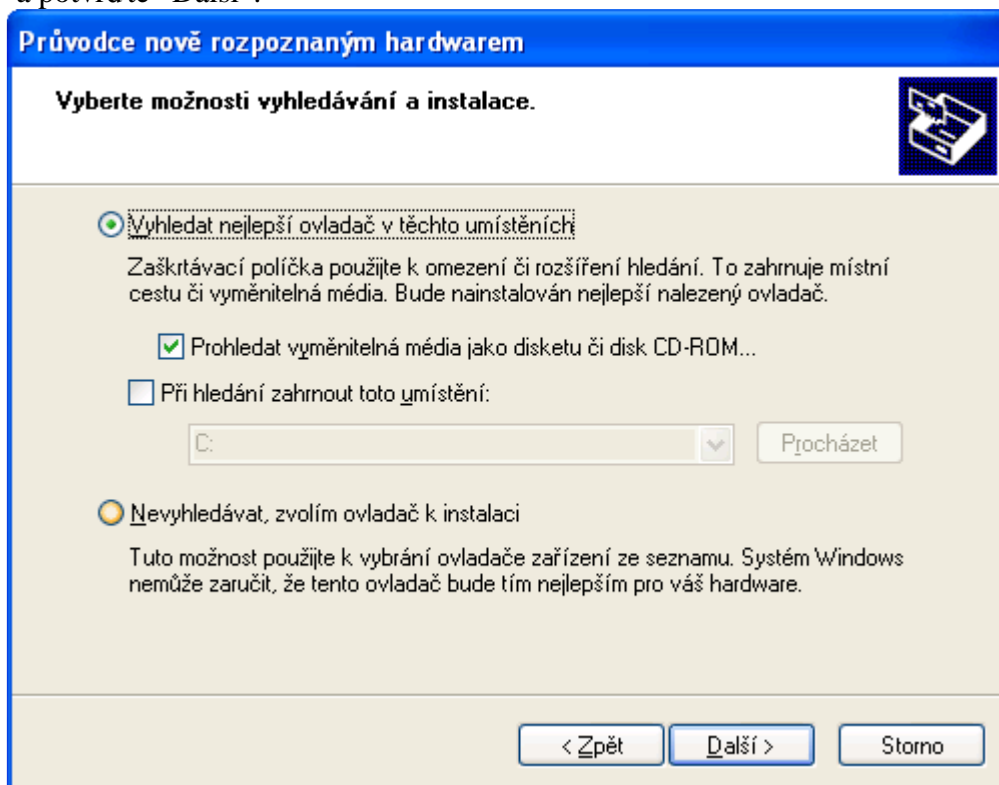 a potvrďte "Další".
Průvodce nově rozpoznaným hardwarem
Vyberte možnosti vyhledávání a instalace.
Vyhledat nejlepší ovladač v těchto umístěních
Zaškrtávací políčka použijte k omezení či rozšíření hledání. To zahrnuje místní
cestu či vyměnitelná média. Bude nainstalován nejlepší nalezený ovladač.
Prohledat vyměnitelná média jako disketu či disk CD-ROM...
Při hledání zahrnout toto umístění:
C:
Procházet
Nevyhledávat, zvolím ovladač k instalaci
Tuto možnost použijte k vybrání ovladače zařízení ze seznamu. Systém Windows
nemůže zaručit, že tento ovladač bude tím nejlepším pro váš hardware.
< Zpět
Další >
Storno